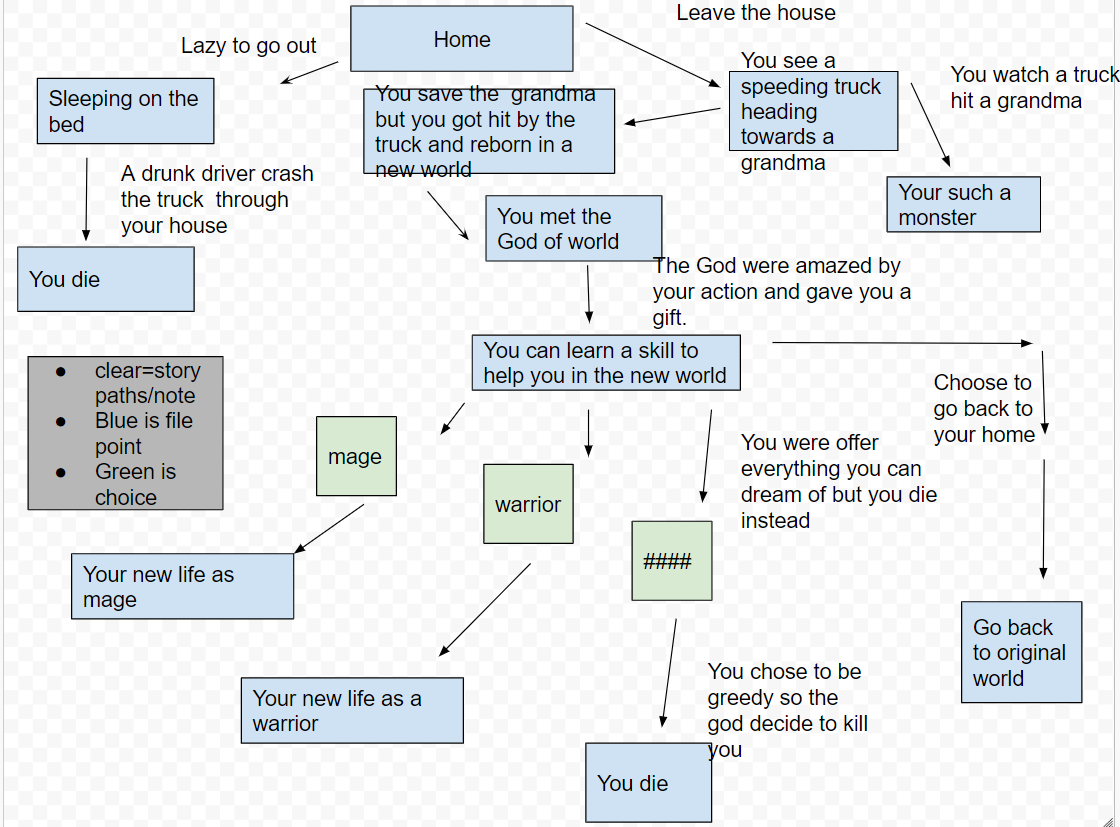 Home
Leave the house
Lazy to go out
Sleeping on the
bed
You save the  grandma
but you got hit by the
truck and reborn in a
new world
You see a
speeding truck
heading
towards a
grandma
You watch a truck
hit a grandma
A drunk driver crash
the truck  through
your house
Your such a
monster
You met the
God of world
You die
The God were amazed by
your action and gave you a
gift.
You can learn a skill to
help you in the new world
● clear=story
paths/note
● Blue is file
point
● Green is
choice
mage
warrior
####
You were offer
everything you can
dream of but you die
instead
Choose to
go back to
your home
Your new life as
mage
Go back
to original
world
Your new life as a
warrior
You chose to be
greedy so the
god decide to kill
you
You die